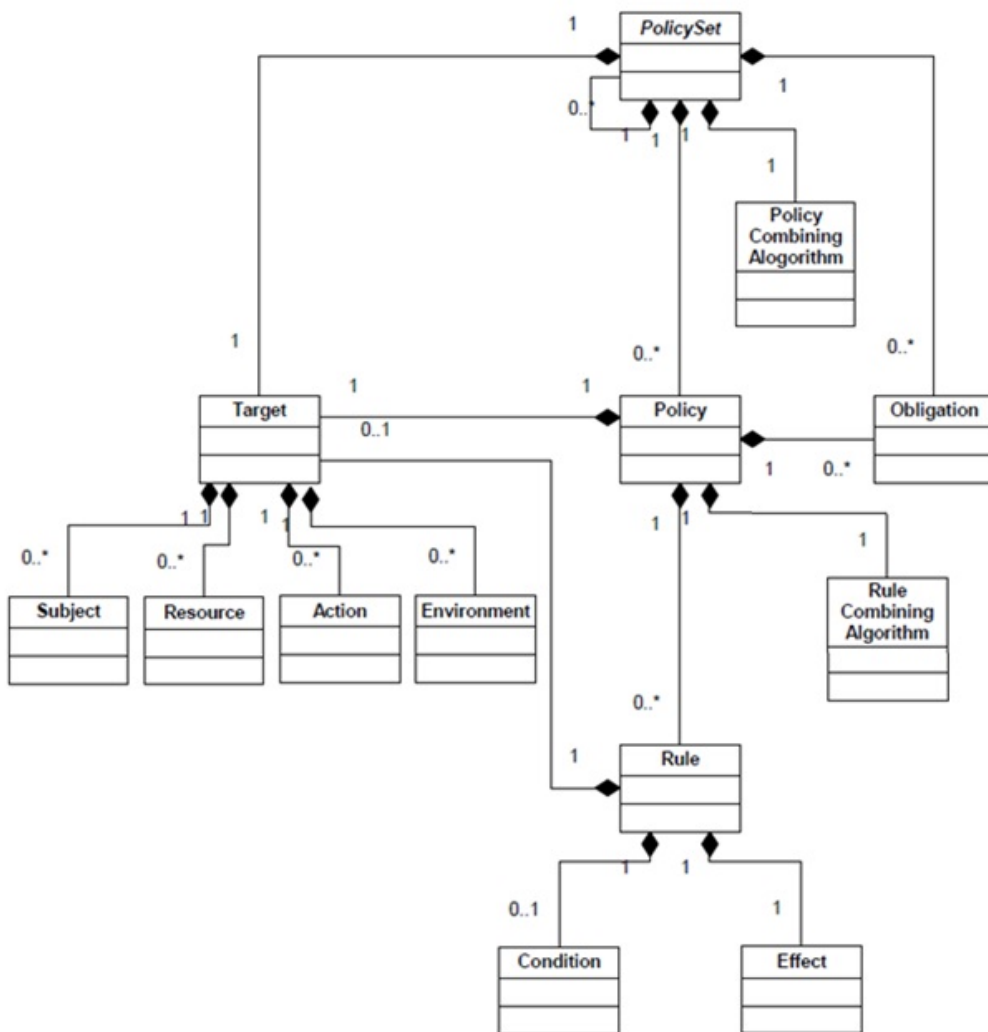 PolicySet
1
1
0..*
1
1
1
1
Policy
Combining
Alogorithm
1
0..*
0..*
1
1
Target
Policy
Obligation
0..1
1
0..*
1
1
1
1
1
1
0..*
0..*
0..*
0..*
1
Subject
Resource
Action
Environment
Rule
Combining
Algorithm
0..*
1
Rule
1
1
0..1
1
Condition
Effect